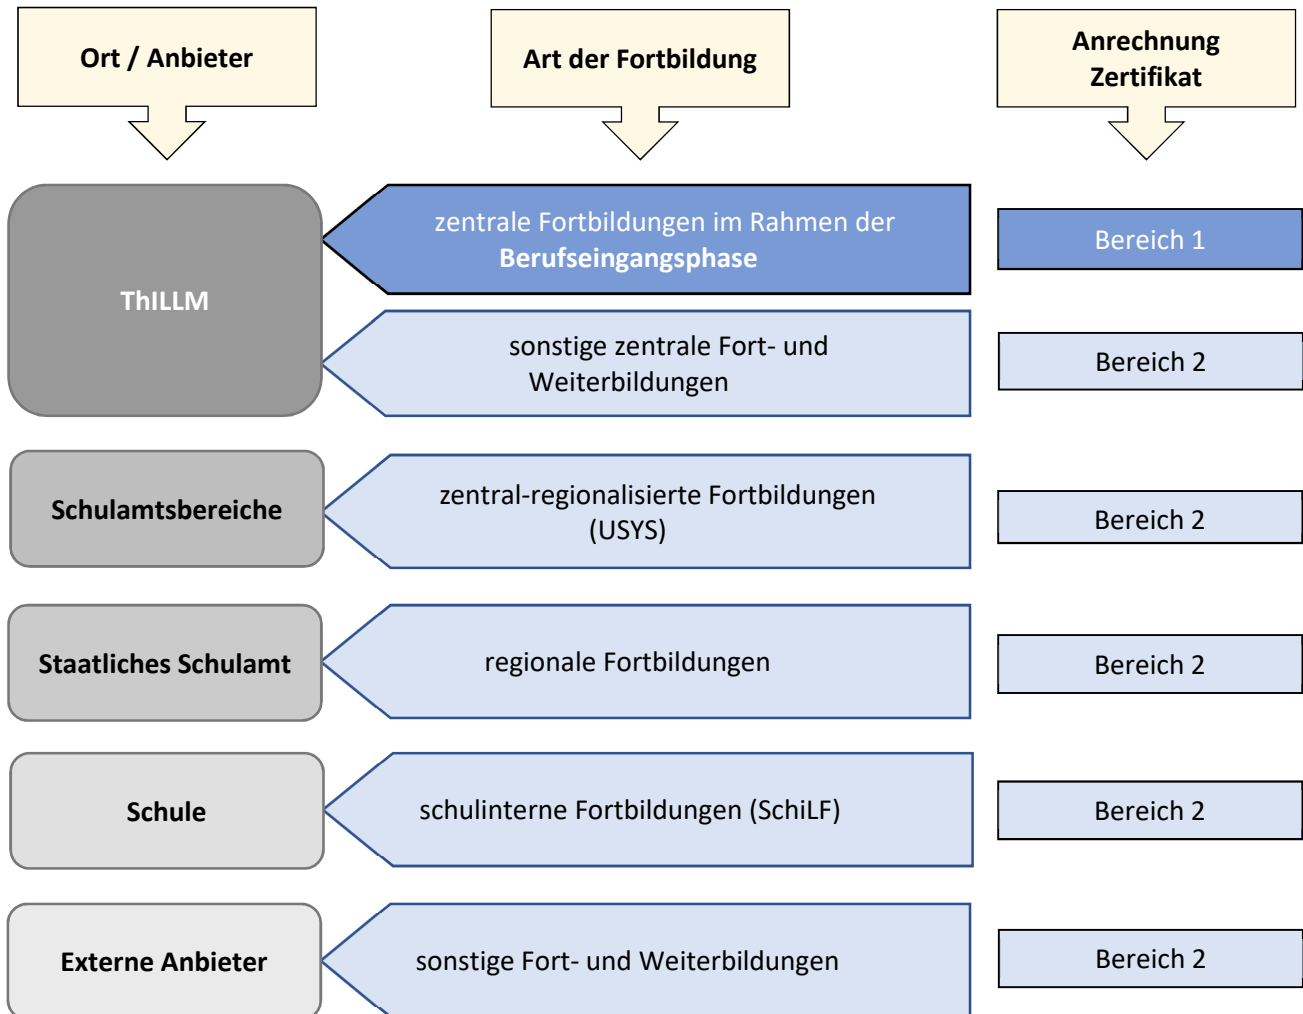 Ort / Anbieter
Art der Fortbildung
Anrechnung
Zertifikat
ThILLM
zentrale Fortbildungen im Rahmen der
Berufseingangsphase
Bereich 1
sonstige zentrale Fort- und
Weiterbildungen
Bereich 2
Schulamtsbereiche
zentral-regionalisierte Fortbildungen
(USYS)
Bereich 2
Staatliches Schulamt
regionale Fortbildungen
Bereich 2
Schule
schulinterne Fortbildungen (SchiLF)
Bereich 2
Externe Anbieter
sonstige Fort- und Weiterbildungen
Bereich 2